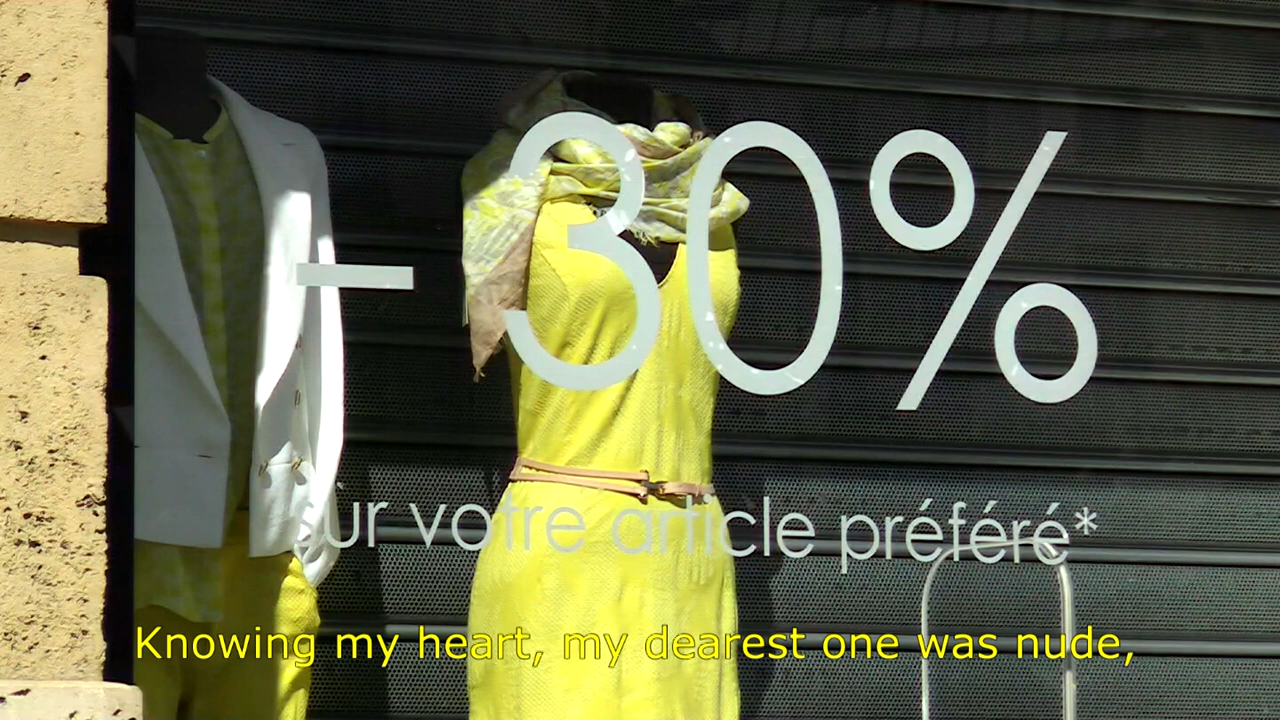 - 30%
sur votre article préféré*
Knowing my heart, my dearest one was nude,